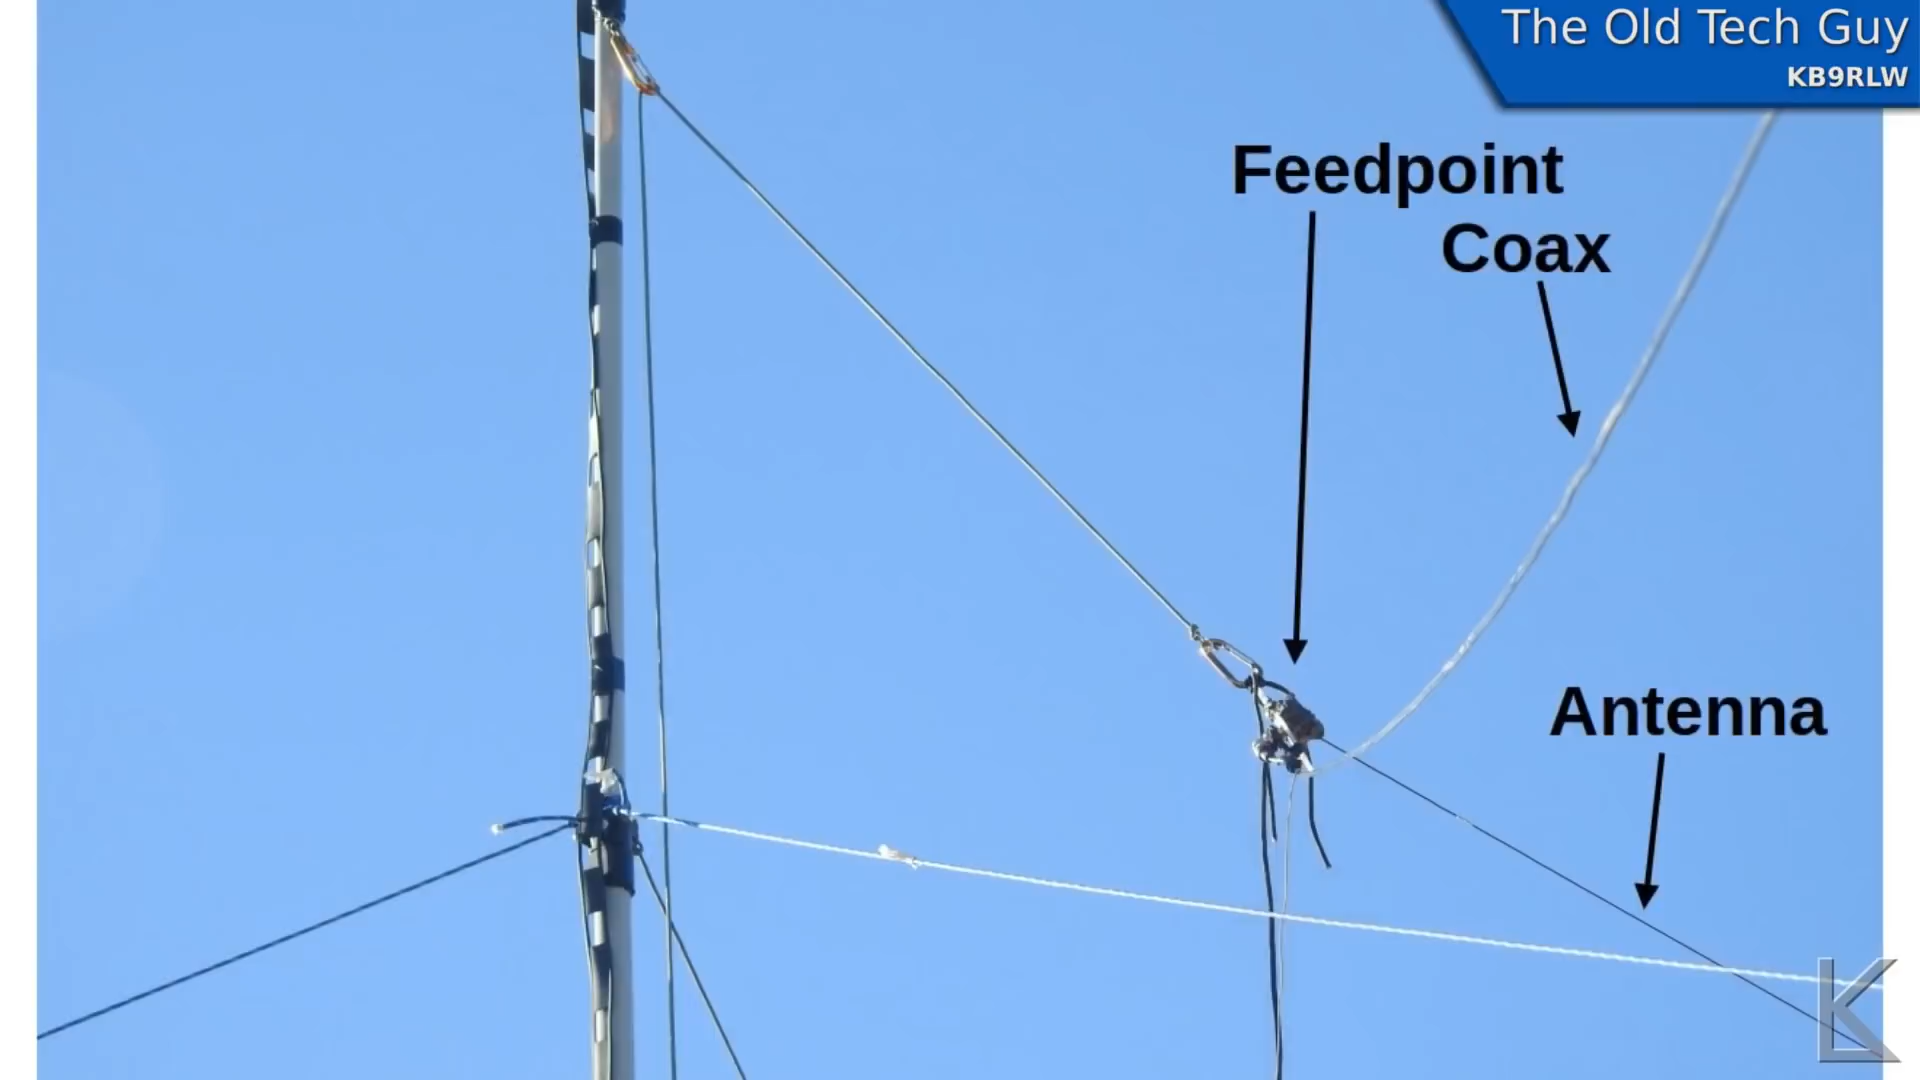 The Old Tech Guy
KB9RLW
Feedpoint
Coax
Antenna
K